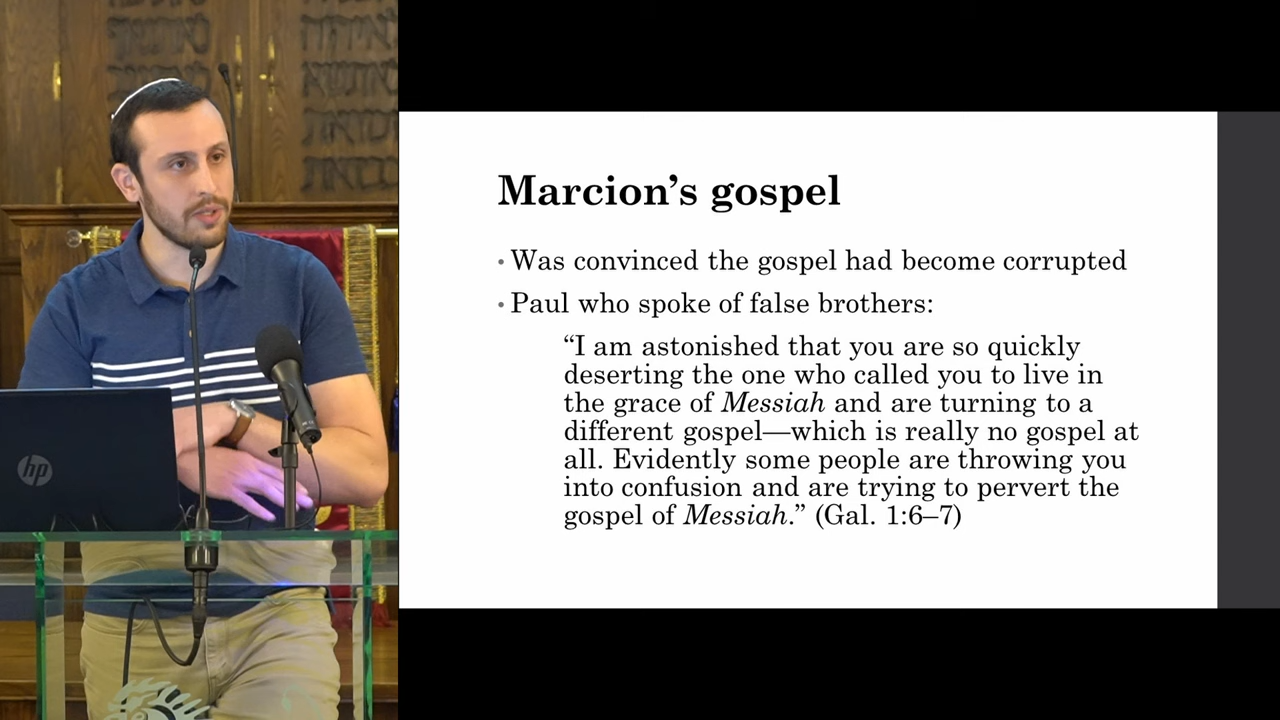 Marcion’s gospel
• Was convinced the gospel had become corrupted
• Paul who spoke of false brothers:
“I am astonished that you are so quickly
deserting the one who called you to live in
the grace of Messiah and are turning to a
different gospel—which is really no gospel at
all. Evidently some people are throwing you
into confusion and are trying to pervert the
gospel of Messiah.” (Gal. 1:6–7)
hp